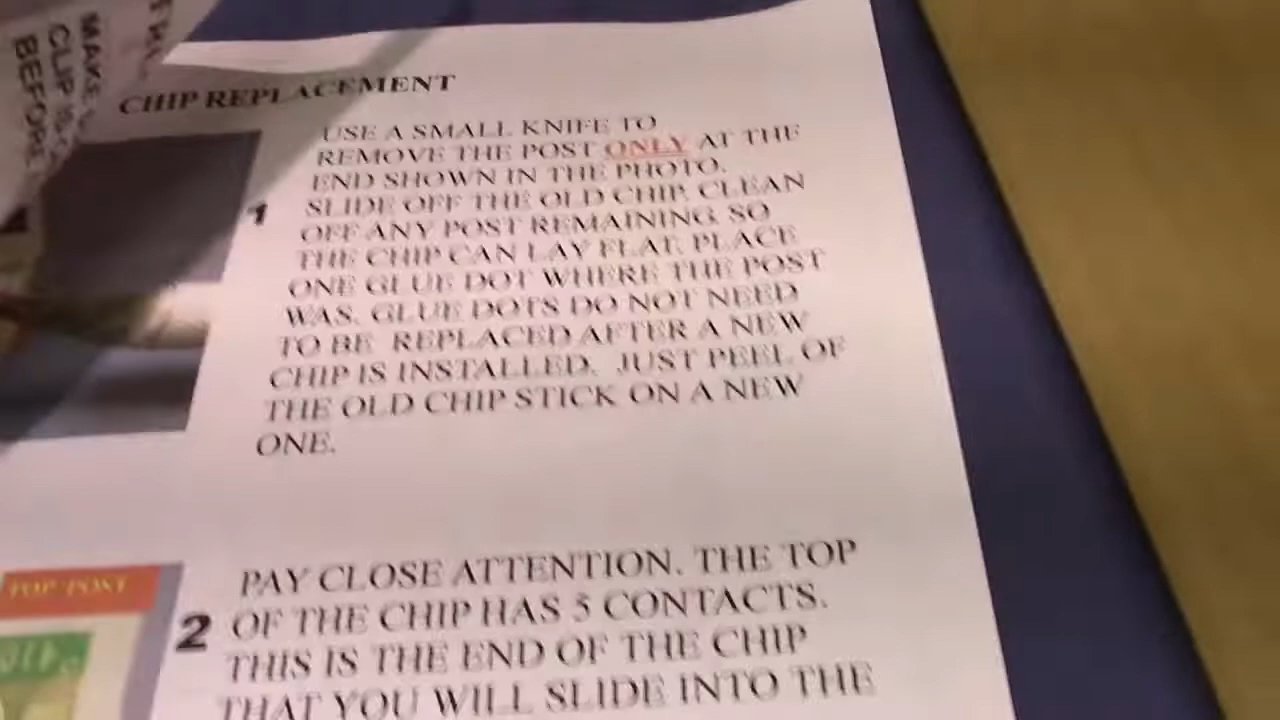 MAKE
CLIP IS
BEFORE
CHIP REPLACEMENT
1
USE A SMALL KNIFE TO
REMOVE THE POST ONLY AT THE
END SHOWN IN THE PHOTO.
SLIDE OFF THE OLD CHIP. CLEAN
OFF ANY POST REMAINING SO
THE CHIP CAN LAY FLAT. PLACE
ONE GLUE DOT WHERE THE POST
WAS. GLUE DOTS DO NOT NEED
TO BE REPLACED AFTER A NEW
CHIP IS INSTALLED. JUST PEEL OF
THE OLD CHIP STICK ON A NEW
ONE.
TOP POST
2
PAY CLOSE ATTENTION. THE TOP
OF THE CHIP HAS 5 CONTACTS.
THIS IS THE END OF THE CHIP
THAT YOU WILL SLIDE INTO THE